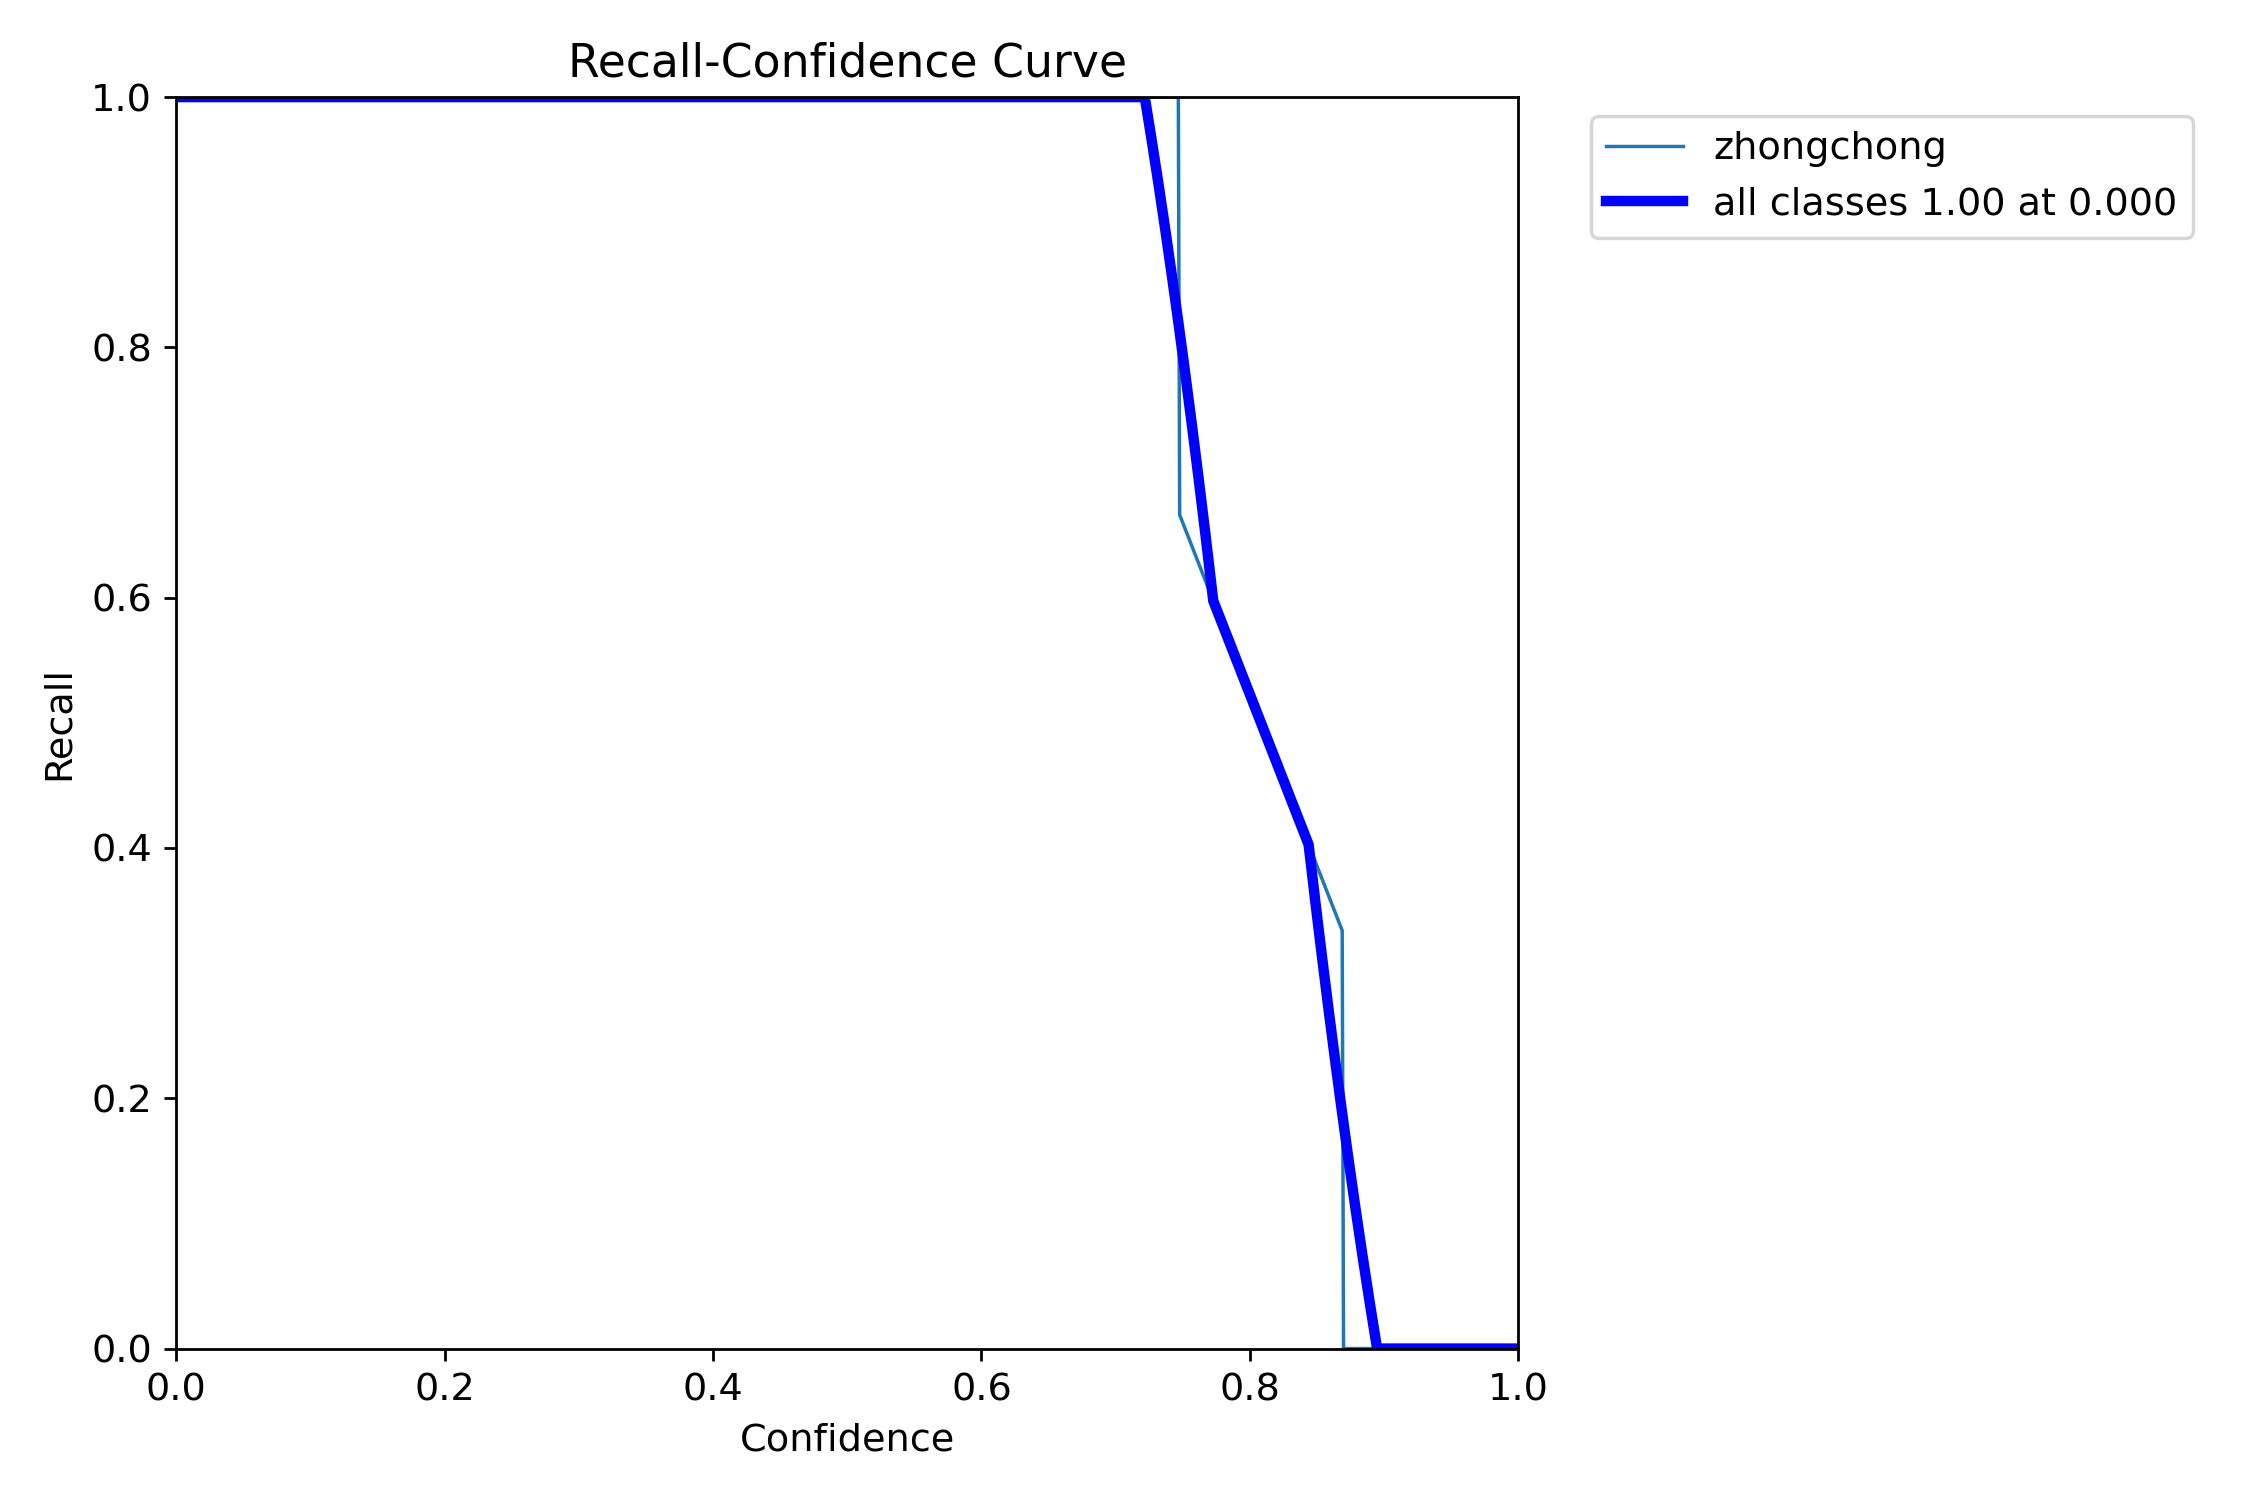 Recall-Confidence Curve
1.0
0.8
0.6
0.4
0.2
0.0
Recall
0.0 0.2 0.4 0.6 0.8 1.0
Confidence
zhongchong
all classes 1.00 at 0.000